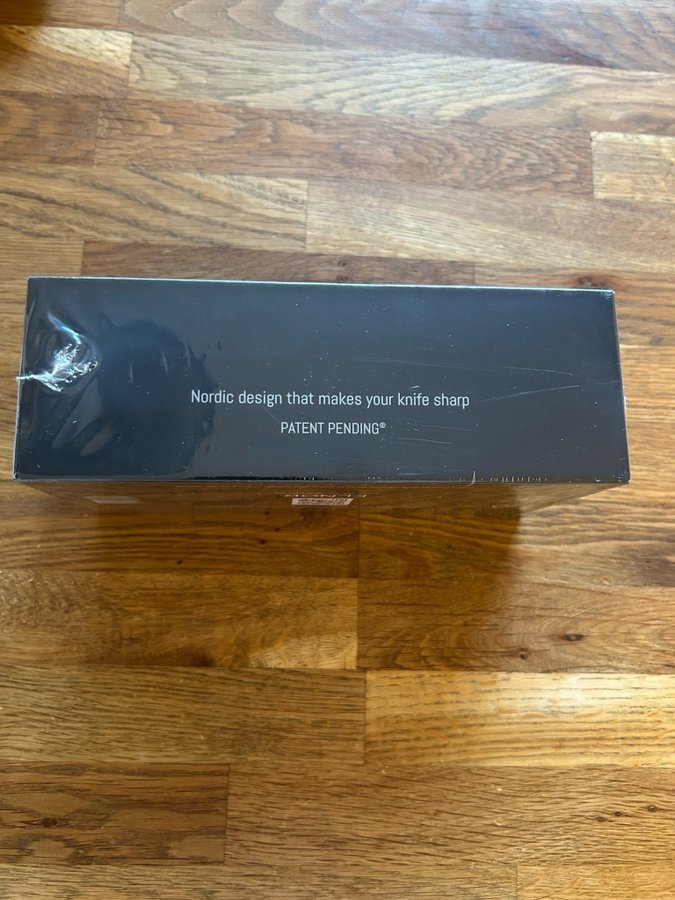 Nordic design that makes your knife sharp
PATENT PENDING®